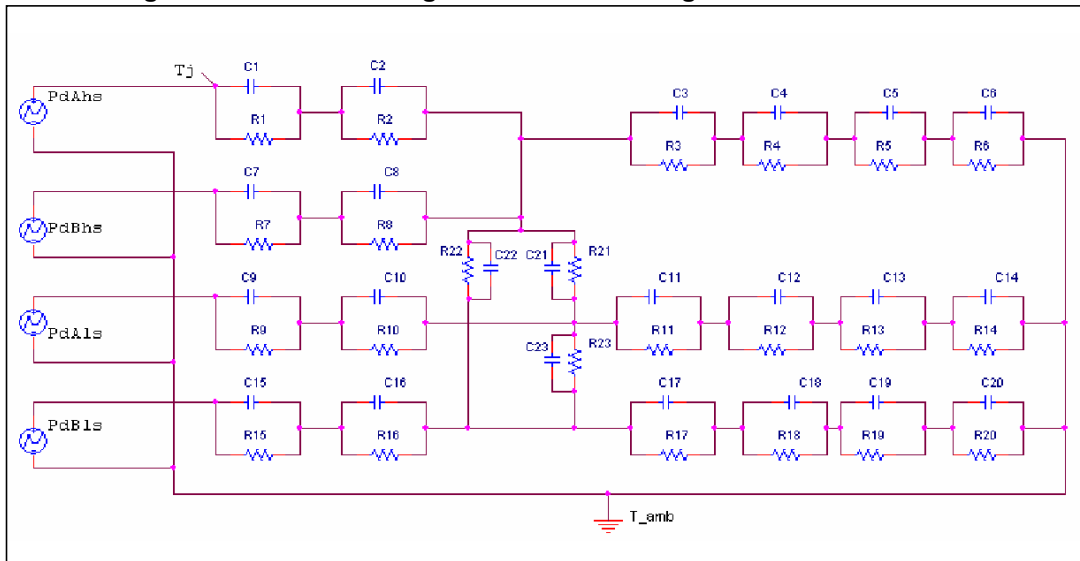 Tj C1 C2
PdAhs C3 C4 C5 C6
R1 R2
R3 R4 R5 R6
C7 C8
PdBhs
R7 R8
R22 C22 C21 R21
C9 C10 C11 C12 C13 C14
PdAls
R9 R10 R11 R12 R13 R14
C23 R23
C15 C16 C17 C18 C19 C20
PdBls
R15 R16 R17 R18 R19 R20
T_amb